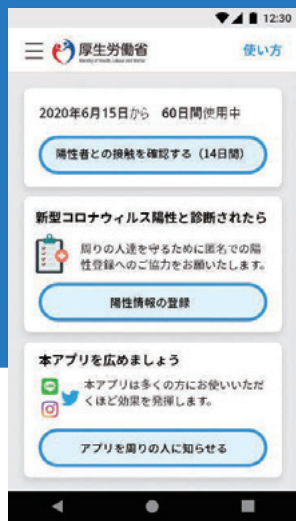 12:30
厚生労働省
Ministry of Health, Labour and Welfare
使い方
2020年6月15日から 60日間使用中
陽性者との接触を確認する（14日間）
新型コロナウィルス陽性と診断されたら
周りの人達を守るために匿名での陽
性登録へのご協力をお願いたします。
陽性情報の登録
本アプリを広めましょう
本アプリは多くの方にお使いいただ
くほど効果を発揮します。
アプリを周りの人に知らせる